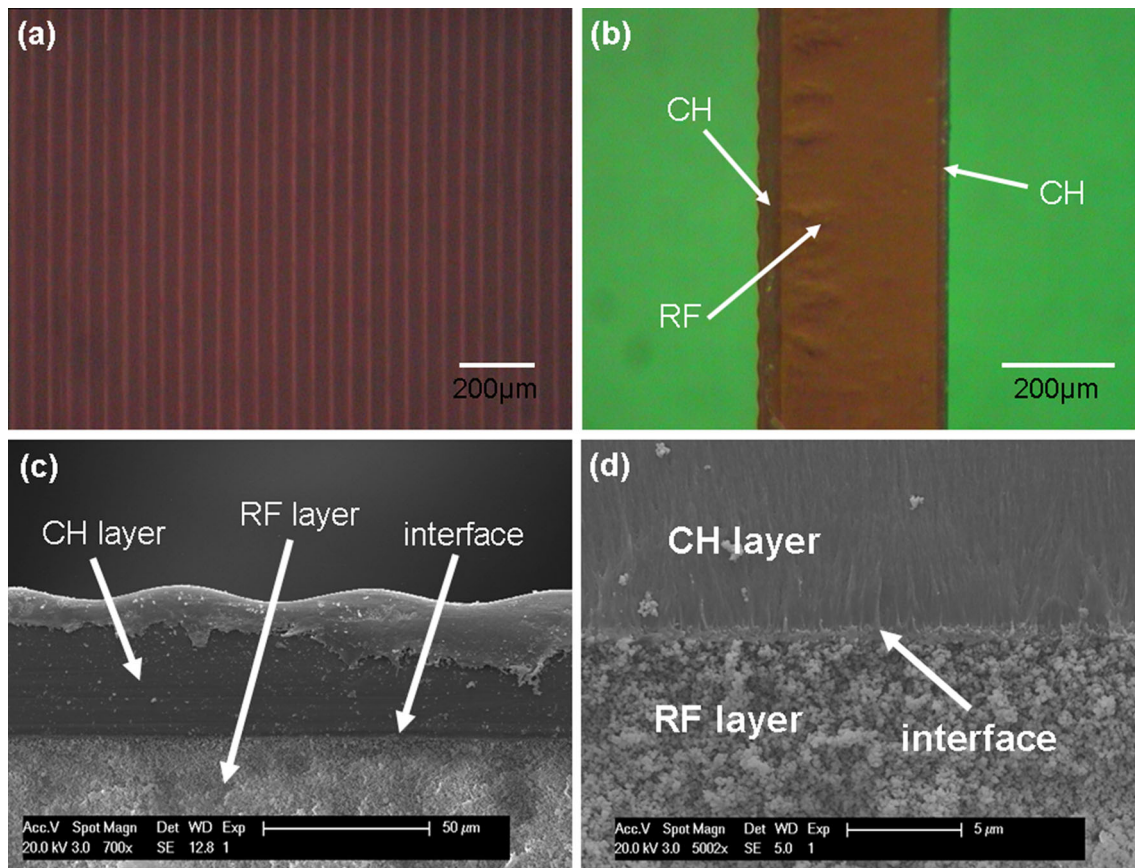 (a)
200μm
(b)
CH
CH
RF
200μm
(c)
CH layer
RF layer
interface
Acc.V Spot Magn Det WD Exp 50 μm
20.0 kV 3.0 700x SE 12.8 1
(d)
CH layer
RF layer
interface
Acc.V Spot Magn Det WD Exp 5 μm
20.0 kV 3.0 5002x SE 5.0 1